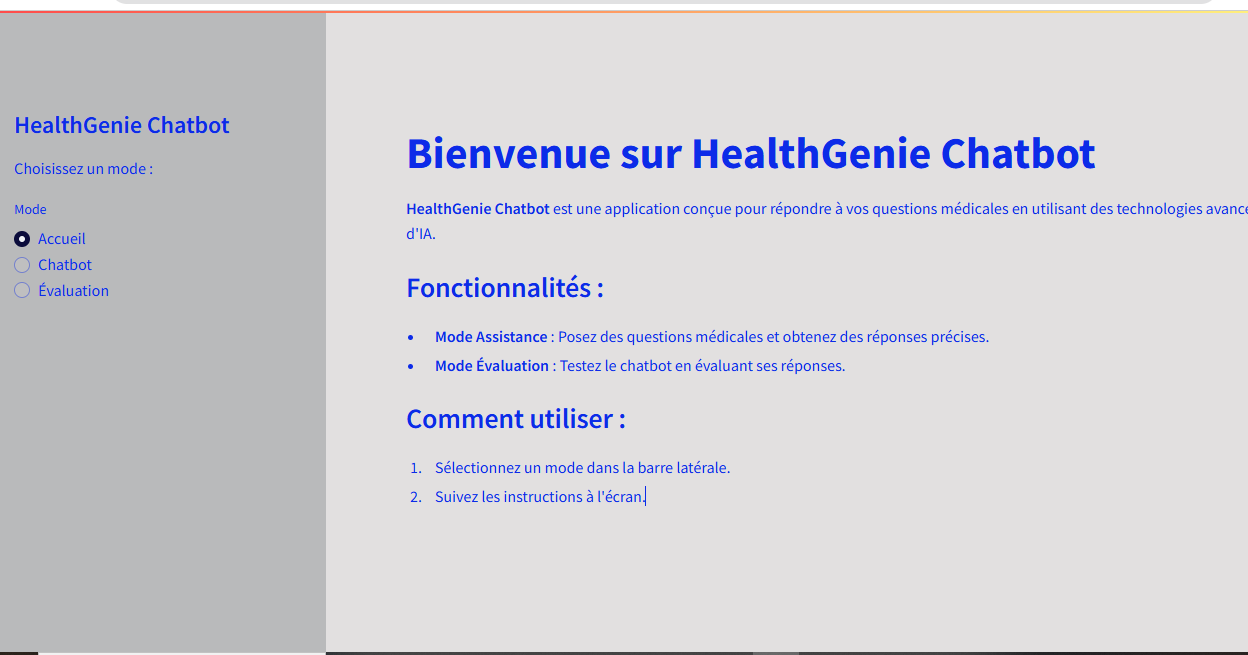 HealthGenie Chatbot
Choisissez un mode :
Mode
Accueil
Chatbot
Évaluation
Bienvenue sur HealthGenie Chatbot
HealthGenie Chatbot est une application conçue pour répondre à vos questions médicales en utilisant des technologies
d'IA.
Fonctionnalités :
• Mode Assistance : Posez des questions médicales et obtenez des réponses précises.
• Mode Évaluation : Testez le chatbot en évaluant ses réponses.
Comment utiliser :
1. Sélectionnez un mode dans la barre latérale.
2. Suivez les instructions à l'écran.